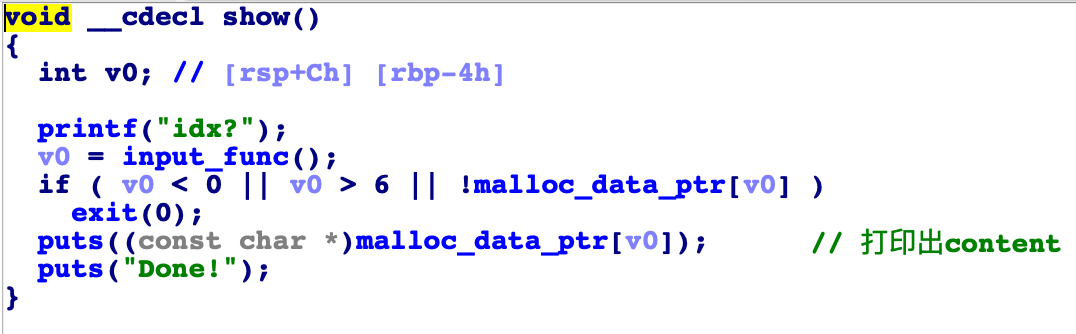 void __cdecl show()
{
  int v0; // [rsp+Ch] [rbp-4h]
  printf("idx?");
  v0 = input_func();
  if ( v0 < 0 || v0 > 6 || !malloc_data_ptr[v0] )
    exit(0);
  puts((const char *)malloc_data_ptr[v0]);      // 打印出content
  puts("Done!");
}